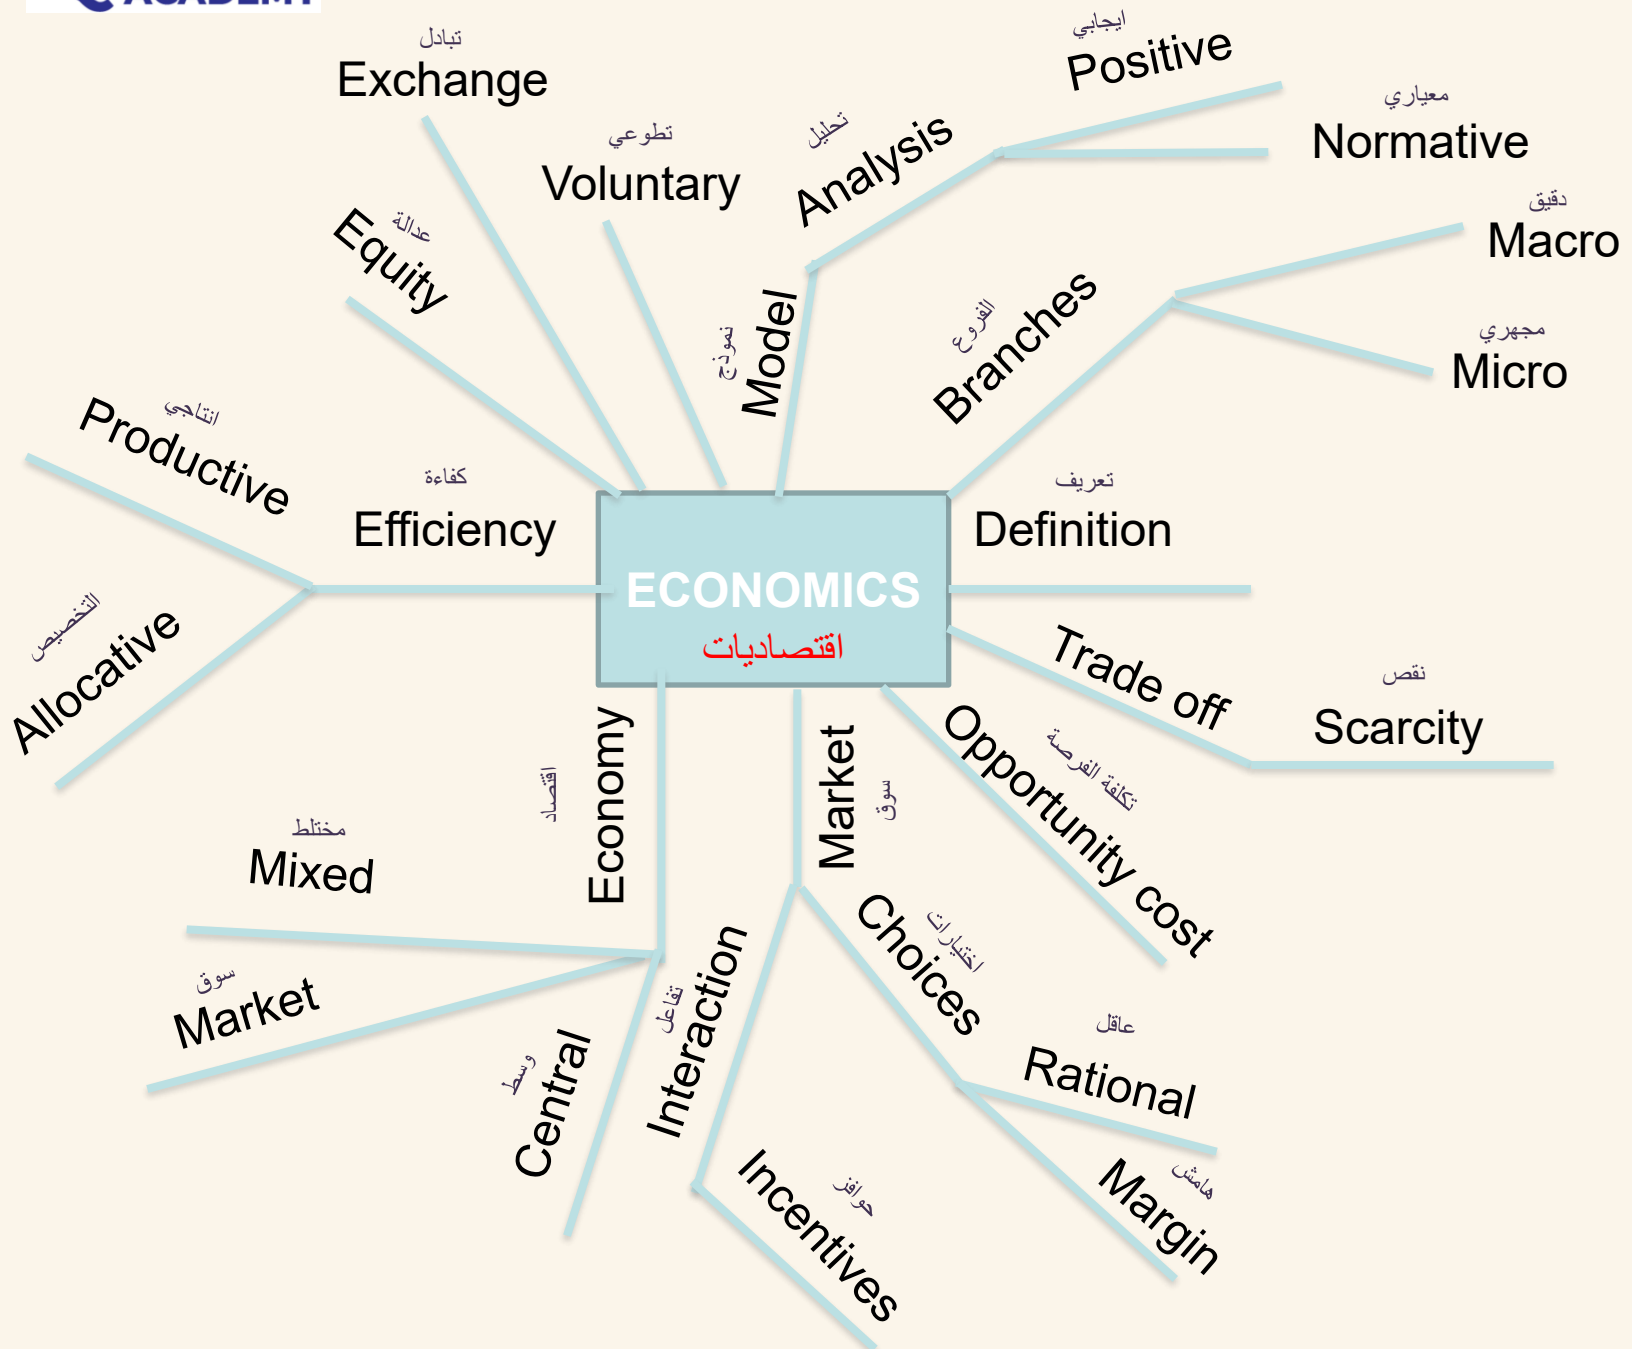 ACADEMY
تبادل
Exchange
تطوعي
Voluntary
عدالة
Equity
تحليل
Analysis
ايجابي
Positive
معياري
Normative
نموذج
Model
الفروع
Branches
دقيق
Macro
مجهري
Micro
انتاجي
Productive
كفاءة
Efficiency
التخصيص
Allocative
ECONOMICS
اقتصاديات
تعريف
Definition
Trade off
نقص
Scarcity
Opportunity cost
تكلفة الفرصة
Market
سوق
Economy
اقتصاد
مختلط
Mixed
سوق
Market
وسط
Central
تفاعل
Interaction
حوافز
Incentives
اختيارات
Choices
عاقل
Rational
هامش
Margin